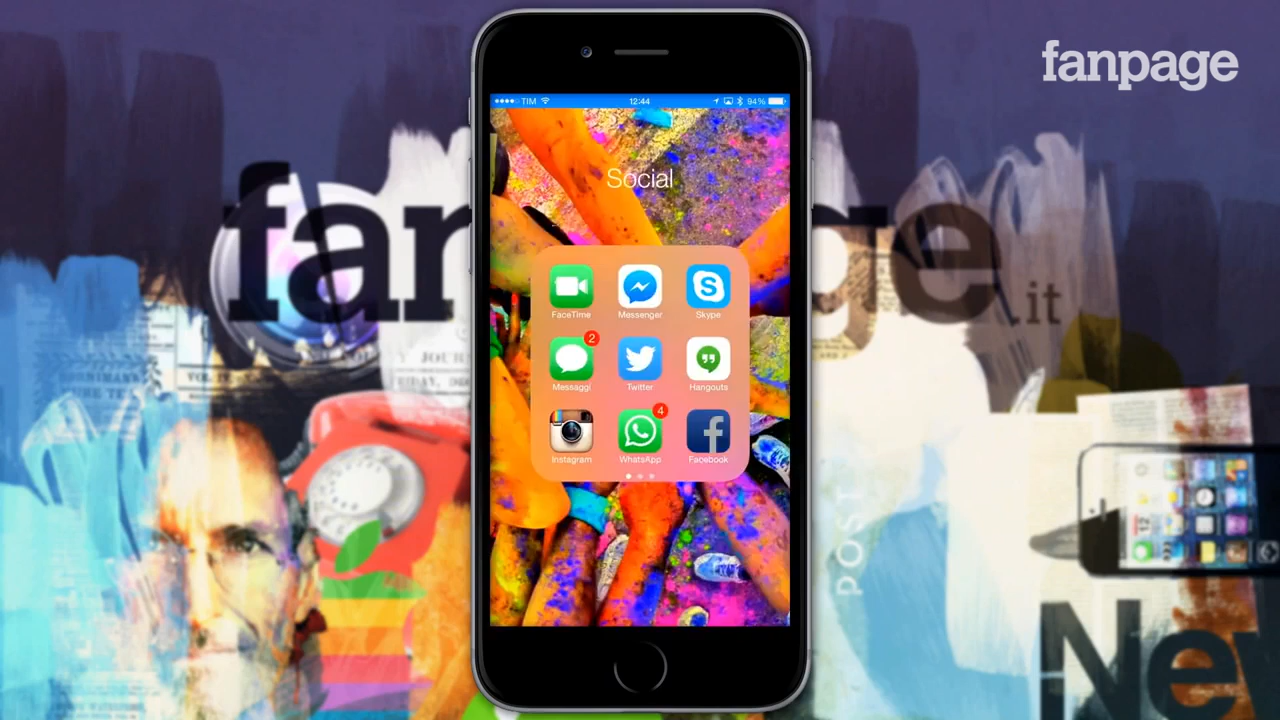 fanpage
TIM 12:44 94%
Social
fan ge .it
FaceTime Messenger Skype
2
Messaggi Twitter Hangouts
4
Instagram WhatsApp Facebook
POST
New